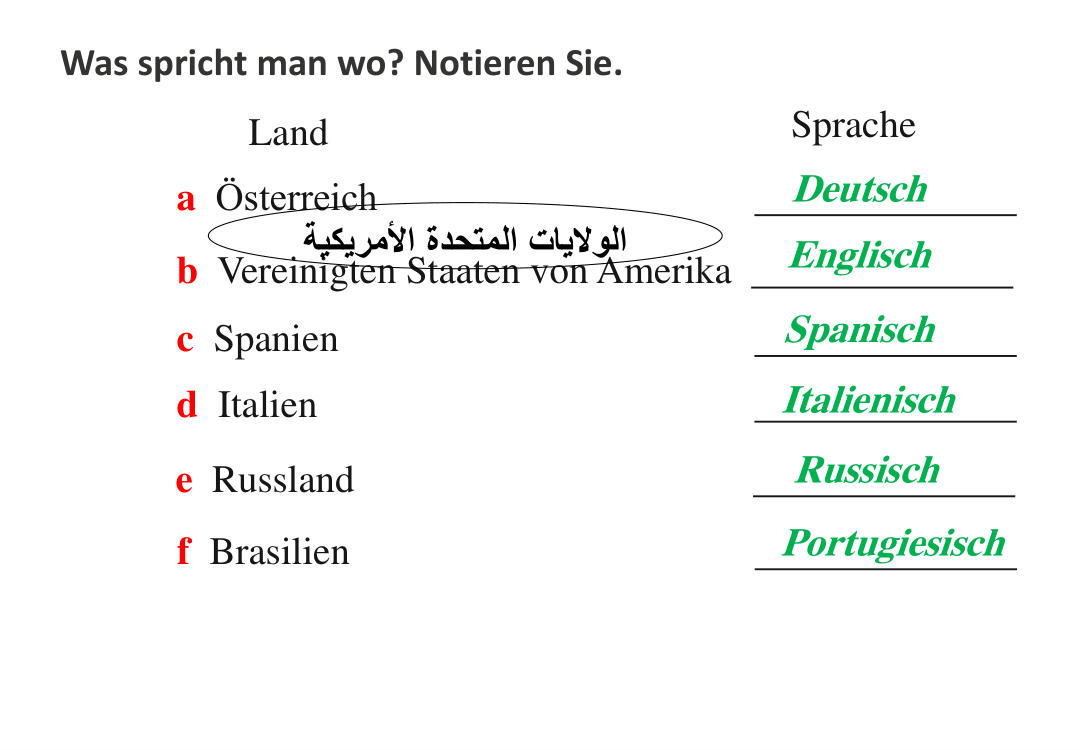 Was spricht man wo? Notieren Sie.
Land Sprache
a Österreich Deutsch
الولايات المتحدة الأمريكية
b Vereinigten Staaten von Amerika Englisch
c Spanien Spanisch
d Italien Italienisch
e Russland Russisch
f Brasilien Portugiesisch